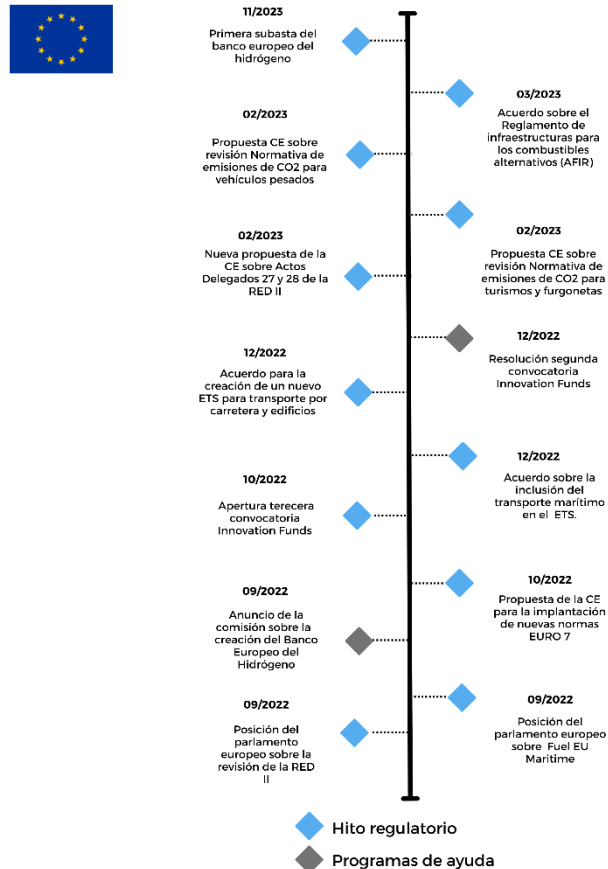 11/2023
Primera subasta del
banco europeo del
hidrógeno
03/2023
Acuerdo sobre el
Reglamento de
infraestructuras para
los combustibles
alternativos (AFIR)
02/2023
Propuesta CE sobre
revisión Normativa de
emisiones de CO2 para
vehículos pesados
02/2023
Propuesta CE sobre
revisión Normativa de
emisiones de CO2 para
turismos y furgonetas
02/2023
Nueva propuesta de la
CE sobre Actos
Delegados 27 y 28 de la
RED II
12/2022
Resolución segunda
convocatoria
Innovation Funds
12/2022
Acuerdo para la
creación de un nuevo
ETS para transporte por
carretera y edificios
12/2022
Acuerdo sobre la
inclusión del
transporte marítimo
en el ETS.
10/2022
Apertura terecera
convocatoria
Innovation Funds
10/2022
Propuesta de la CE
para la implantación
de nuevas normas
EURO 7
09/2022
Anuncio de la
comisión sobre la
creación del Banco
Europeo del
Hidrógeno
09/2022
Posición del
parlamento europeo
sobre Fuel EU
Maritime
09/2022
Posición del
parlamento
europeo sobre la
revisión de la RED
II
Hito regulatorio
Programas de ayuda